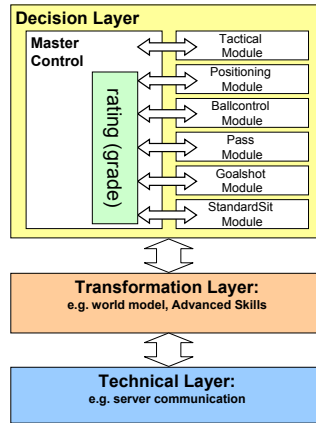 Decision Layer
Master
Control
rating (grade)
Tactical
Module
Positioning
Module
Ballcontrol
Module
Pass
Module
Goalshot
Module
StandardSit
Module
Transformation Layer:
e.g. world model, Advanced Skills
Technical Layer:
e.g. server communication